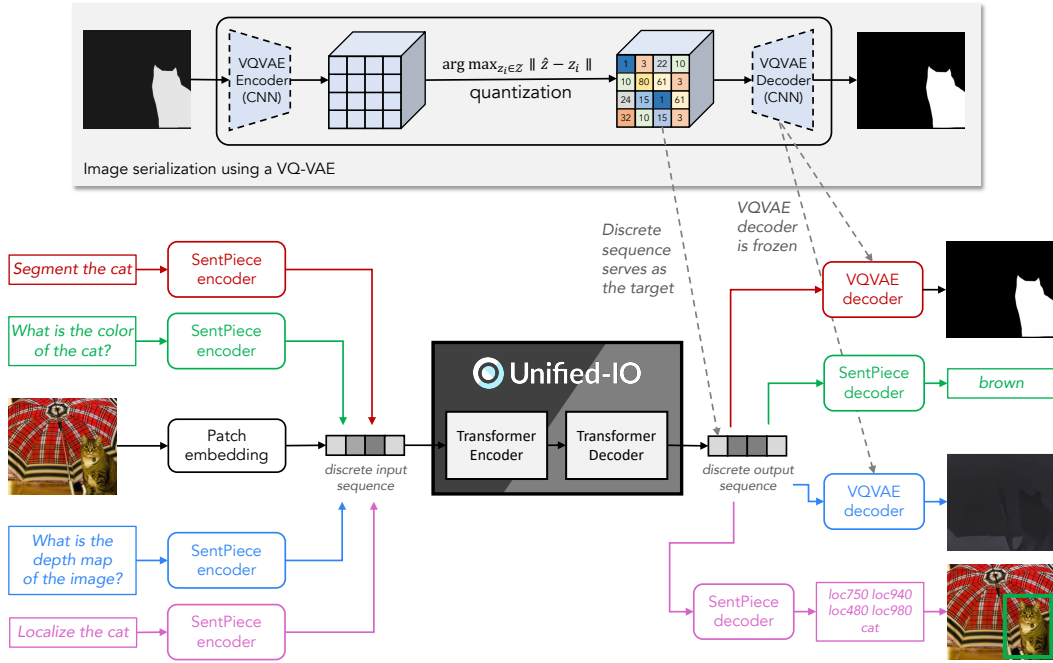 VQVAE
Encoder
(CNN)
arg max_{z_i∈𝒵} ‖ ẑ − z_i ‖
quantization
1 3 22 10
10 80 61 3
24 15 1 61
32 10 15 3
VQVAE
Decoder
(CNN)
Image serialization using a VQ-VAE
Discrete
sequence
serves as
the target
VQVAE
decoder
is frozen
Segment the cat
SentPiece
encoder
VQVAE
decoder
What is the color
of the cat?
SentPiece
encoder
Unified-IO
SentPiece
decoder
brown
Patch
embedding
discrete input
sequence
Transformer
Encoder
Transformer
Decoder
discrete output
sequence
VQVAE
decoder
What is the
depth map
of the image?
SentPiece
encoder
Localize the cat
SentPiece
encoder
SentPiece
decoder
loc750 loc940
loc480 loc980
cat